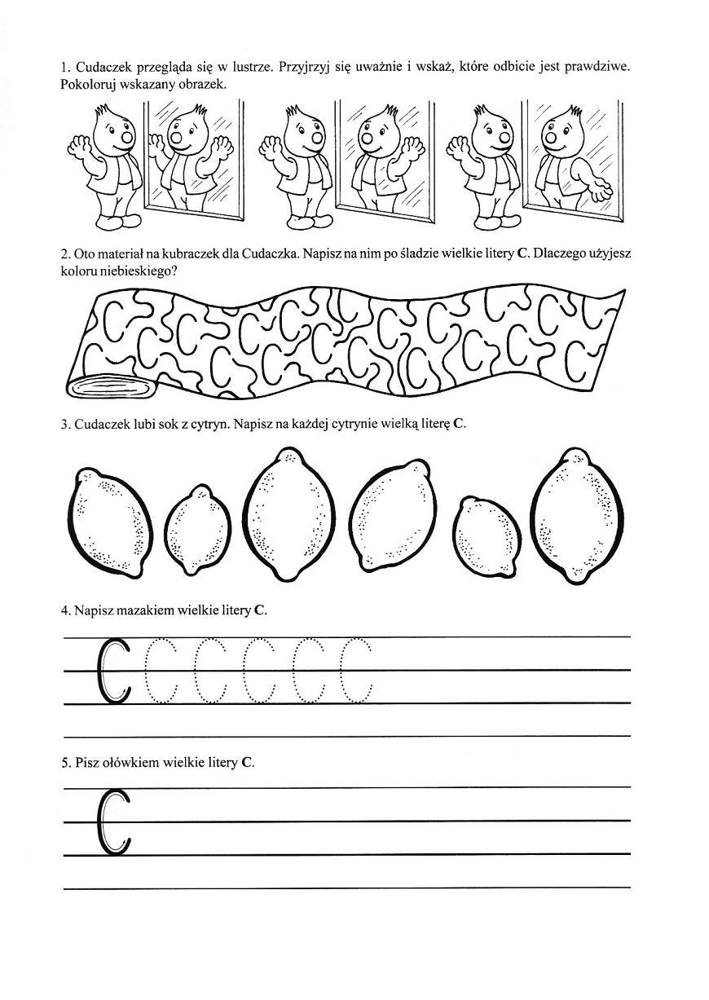 1. Cudaczek przegląda się w lustrze. Przyjrzyj się uważnie i wskaż, które odbicie jest prawdziwe.
Pokoloruj wskazany obrazek.
2. Oto materiał na kubraczek dla Cudaczka. Napisz na nim po śladzie wielkie litery C. Dlaczego użyjesz
koloru niebieskiego?
C C C C C C C C
C C C C C C
C C C C C
3. Cudaczek lubi sok z cytryn. Napisz na każdej cytrynie wielką literę C.
4. Napisz mazakiem wielkie litery C.
C C C C C C
5. Pisz ołówkiem wielkie litery C.
C